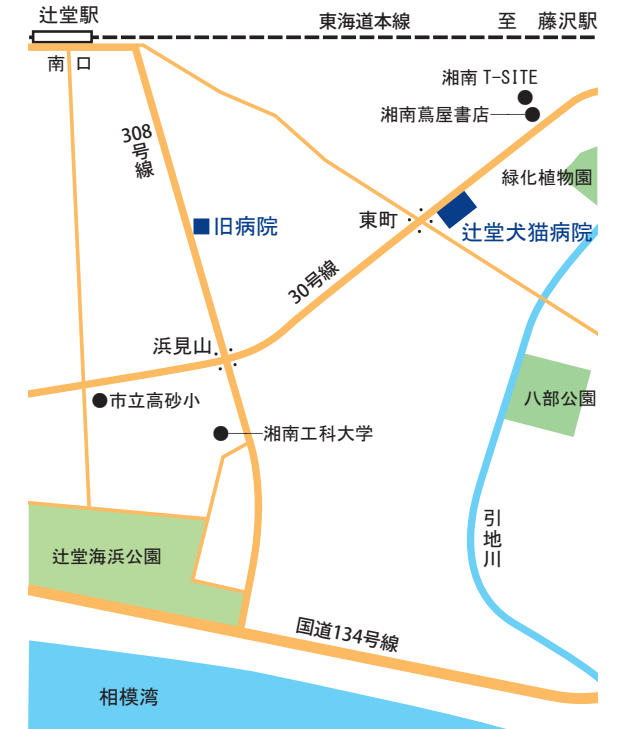 辻堂駅
東海道本線
至 藤沢駅
南口
湘南 T-SITE
湘南蔦屋書店
308号線
緑化植物園
東町
旧病院
辻堂犬猫病院
30号線
浜見山
市立高砂小
八部公園
湘南工科大学
引地川
辻堂海浜公園
国道134号線
相模湾